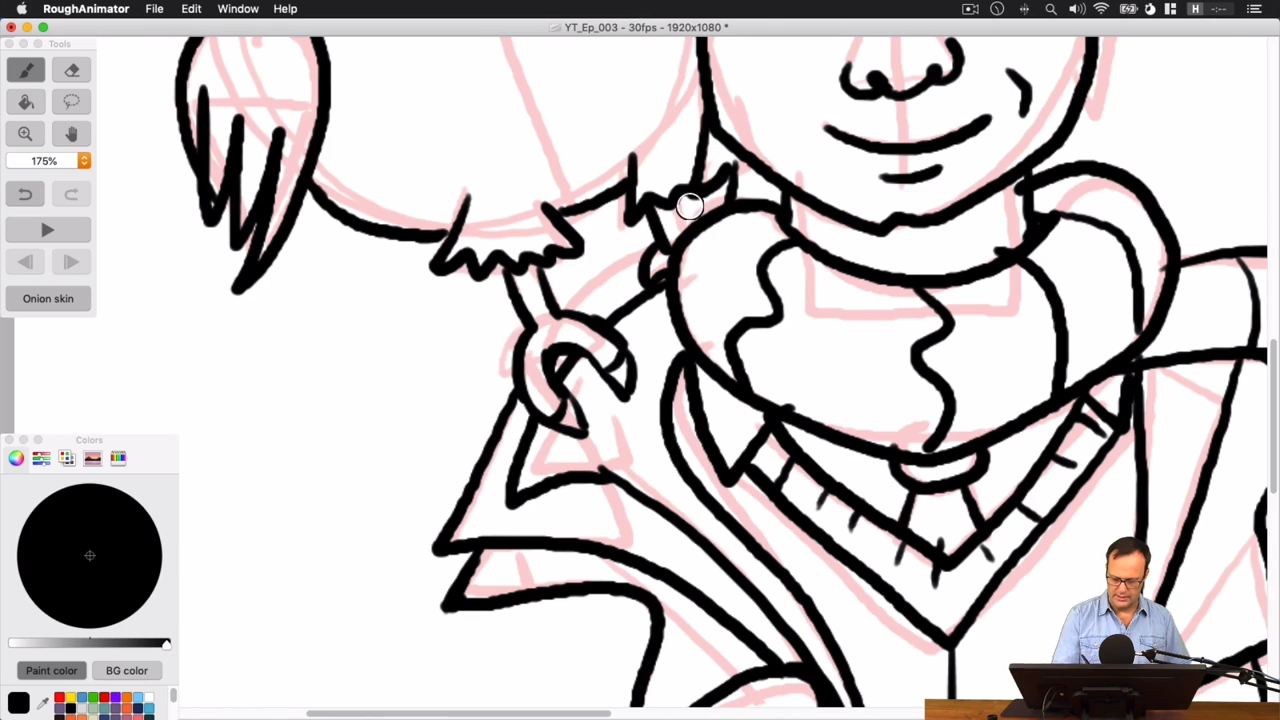 RoughAnimator File Edit Window Help
YT_Ep_003 – 30fps - 1920x1080 *
Tools
175%
Onion skin
Colors
Paint color BG color